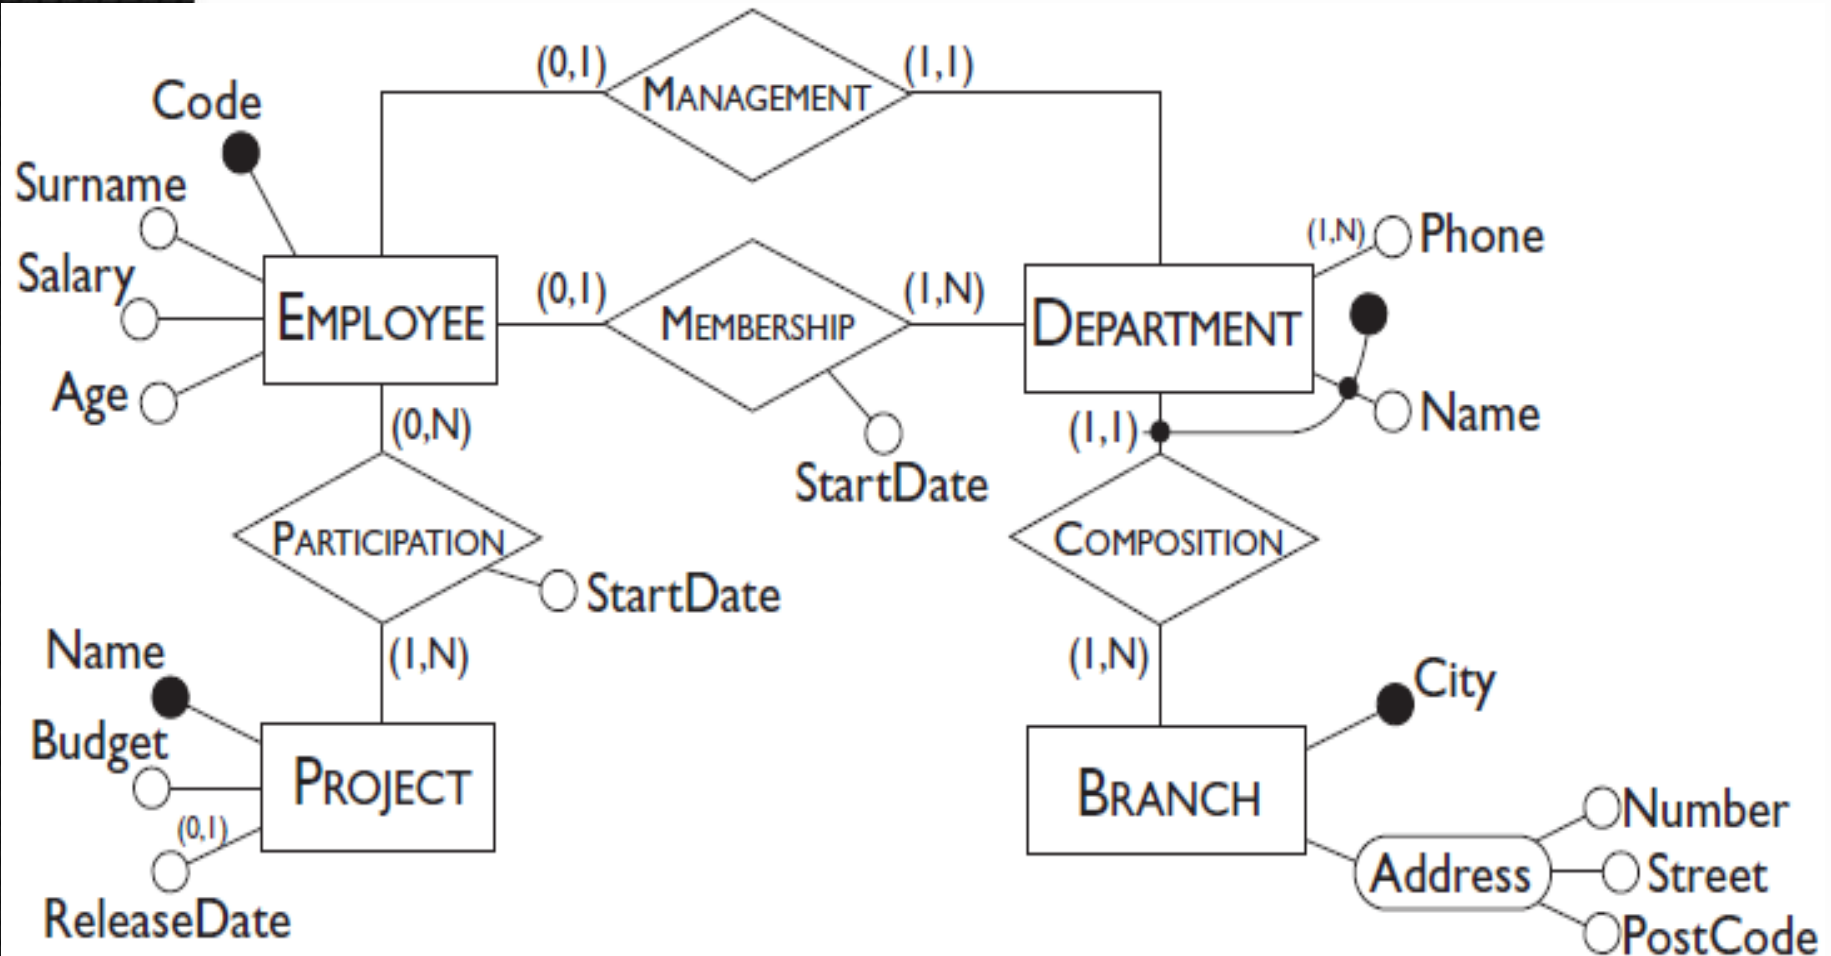 (0,1)
MANAGEMENT
(1,1)
Code
Surname
Salary
Age
EMPLOYEE
(0,1)
MEMBERSHIP
(1,N)
StartDate
DEPARTMENT
(1,N)
Phone
Name
(0,N)
PARTICIPATION
StartDate
(1,N)
(1,1)
COMPOSITION
(1,N)
Name
Budget
(0,1)
ReleaseDate
PROJECT
BRANCH
City
Address
Number
Street
PostCode